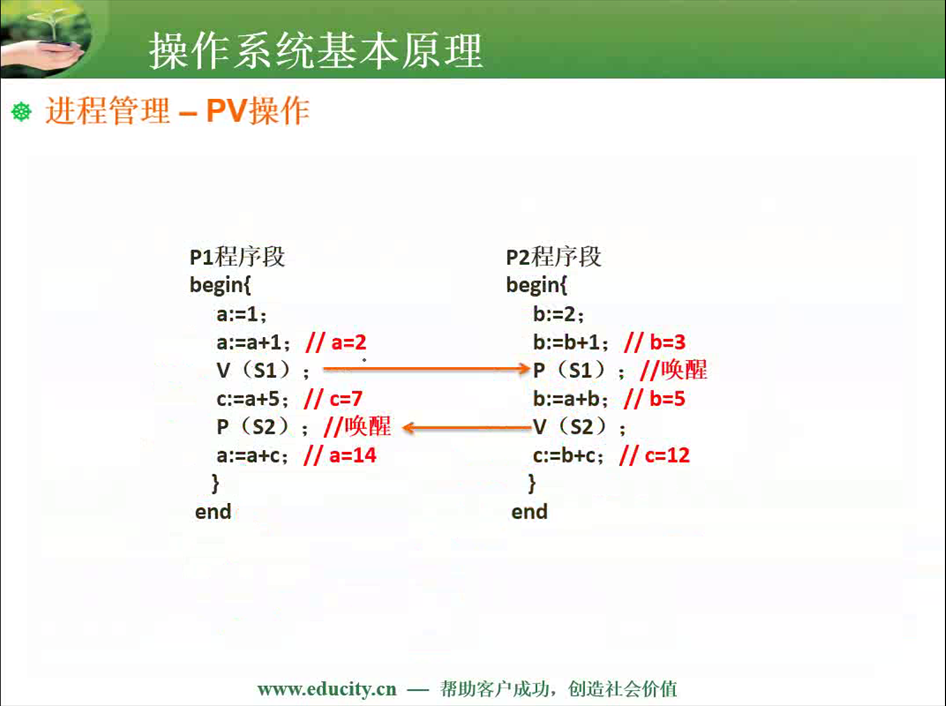 操作系统基本原理
进程管理 – PV操作
P1程序段
begin{
a:=1；
a:=a+1；// a=2
V（S1）；
c:=a+5；// c=7
P（S2）；//唤醒
a:=a+c；// a=14
}
end
P2程序段
begin{
b:=2；
b:=b+1；// b=3
P（S1）；//唤醒
b:=a+b；// b=5
V（S2）；
c:=b+c；// c=12
}
end
www.educity.cn — 帮助客户成功，创造社会价值